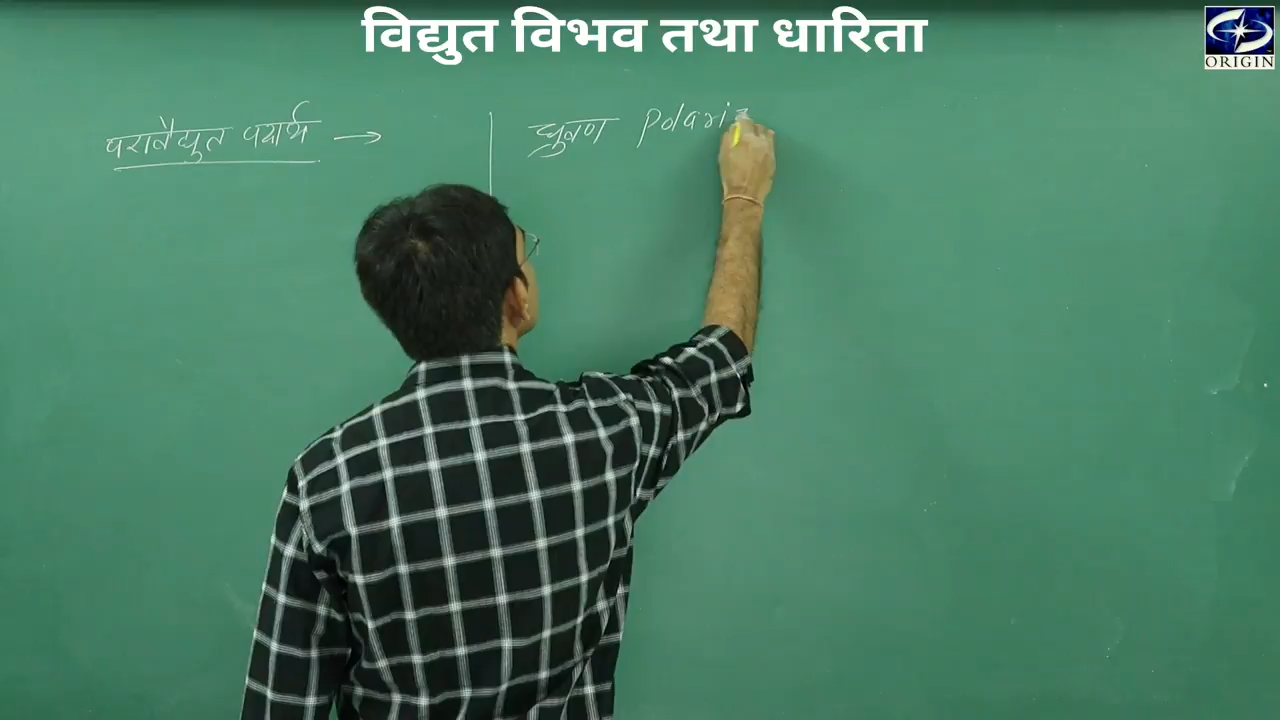 विद्युत विभव तथा धारिता
ORIGIN
परावैद्युत पदार्थ →
ध्रुवण Polariz